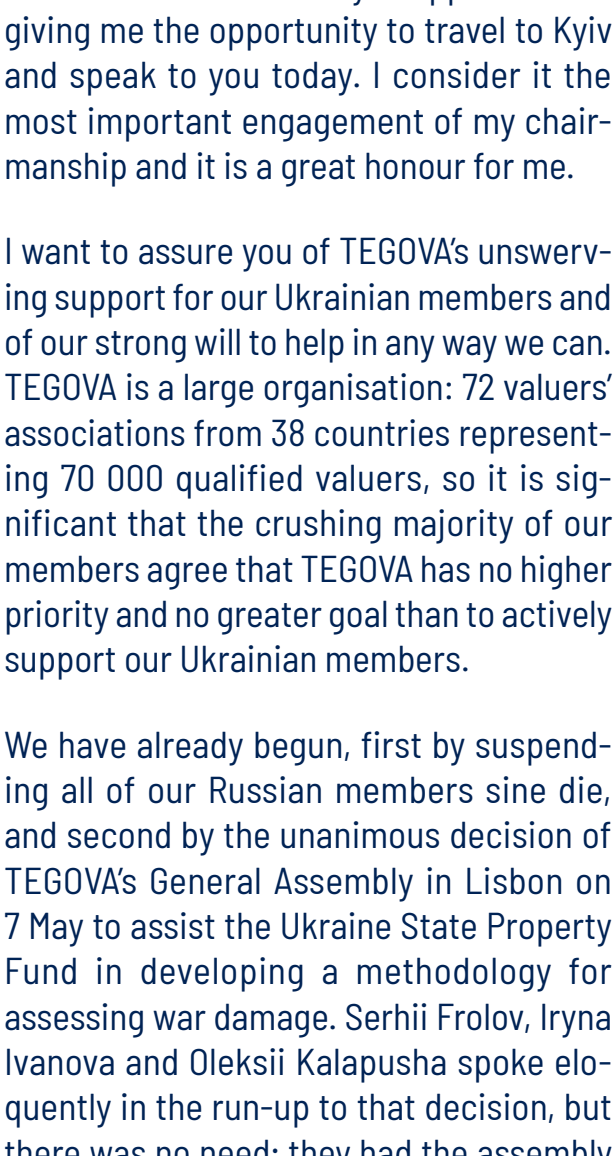 giving me the opportunity to travel to Kyiv
and speak to you today. I consider it the
most important engagement of my chair-
manship and it is a great honour for me.
I want to assure you of TEGOVA’s unswerv-
ing support for our Ukrainian members and
of our strong will to help in any way we can.
TEGOVA is a large organisation: 72 valuers’
associations from 38 countries represent-
ing 70 000 qualified valuers, so it is sig-
nificant that the crushing majority of our
members agree that TEGOVA has no higher
priority and no greater goal than to actively
support our Ukrainian members.
We have already begun, first by suspend-
ing all of our Russian members sine die,
and second by the unanimous decision of
TEGOVA’s General Assembly in Lisbon on
7 May to assist the Ukraine State Property
Fund in developing a methodology for
assessing war damage. Serhii Frolov, Iryna
Ivanova and Oleksii Kalapusha spoke elo-
quently in the run-up to that decision, but
there was no need: they had the assembly